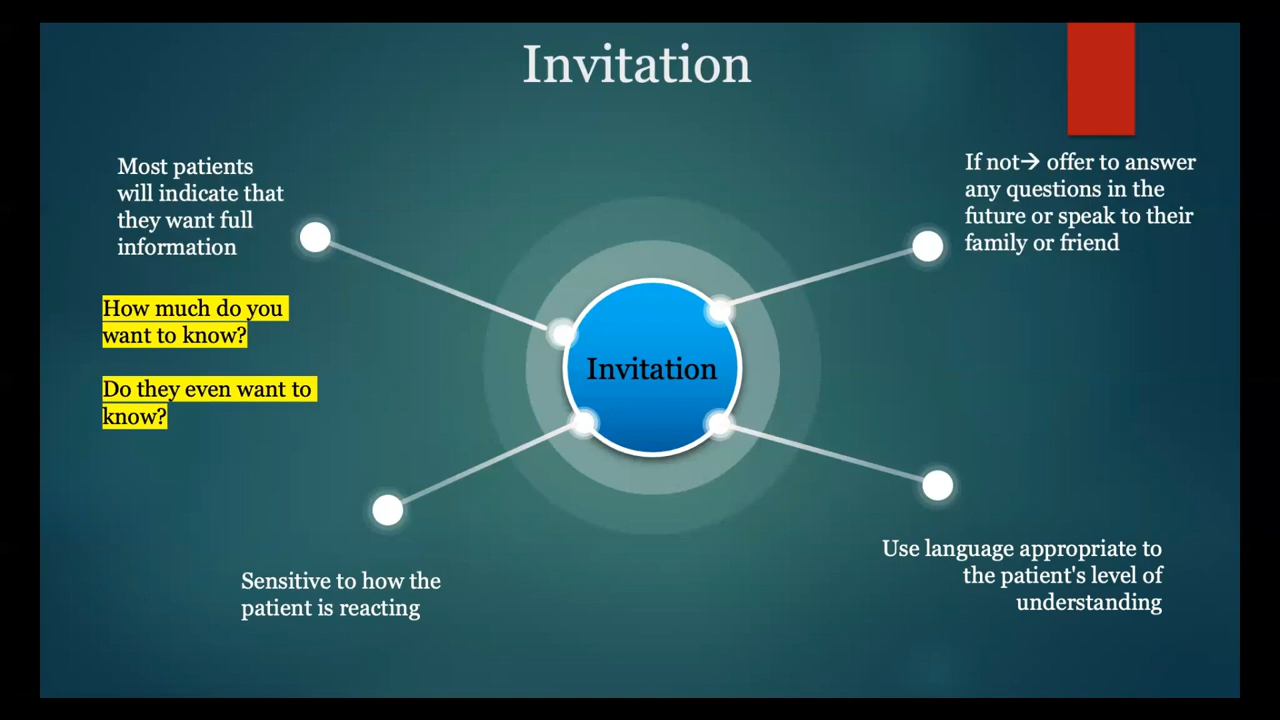 Invitation
Most patients
will indicate that
they want full
information
How much do you
want to know?
Do they even want to
know?
If not→ offer to answer
any questions in the
future or speak to their
family or friend
Invitation
Sensitive to how the
patient is reacting
Use language appropriate to
the patient's level of
understanding